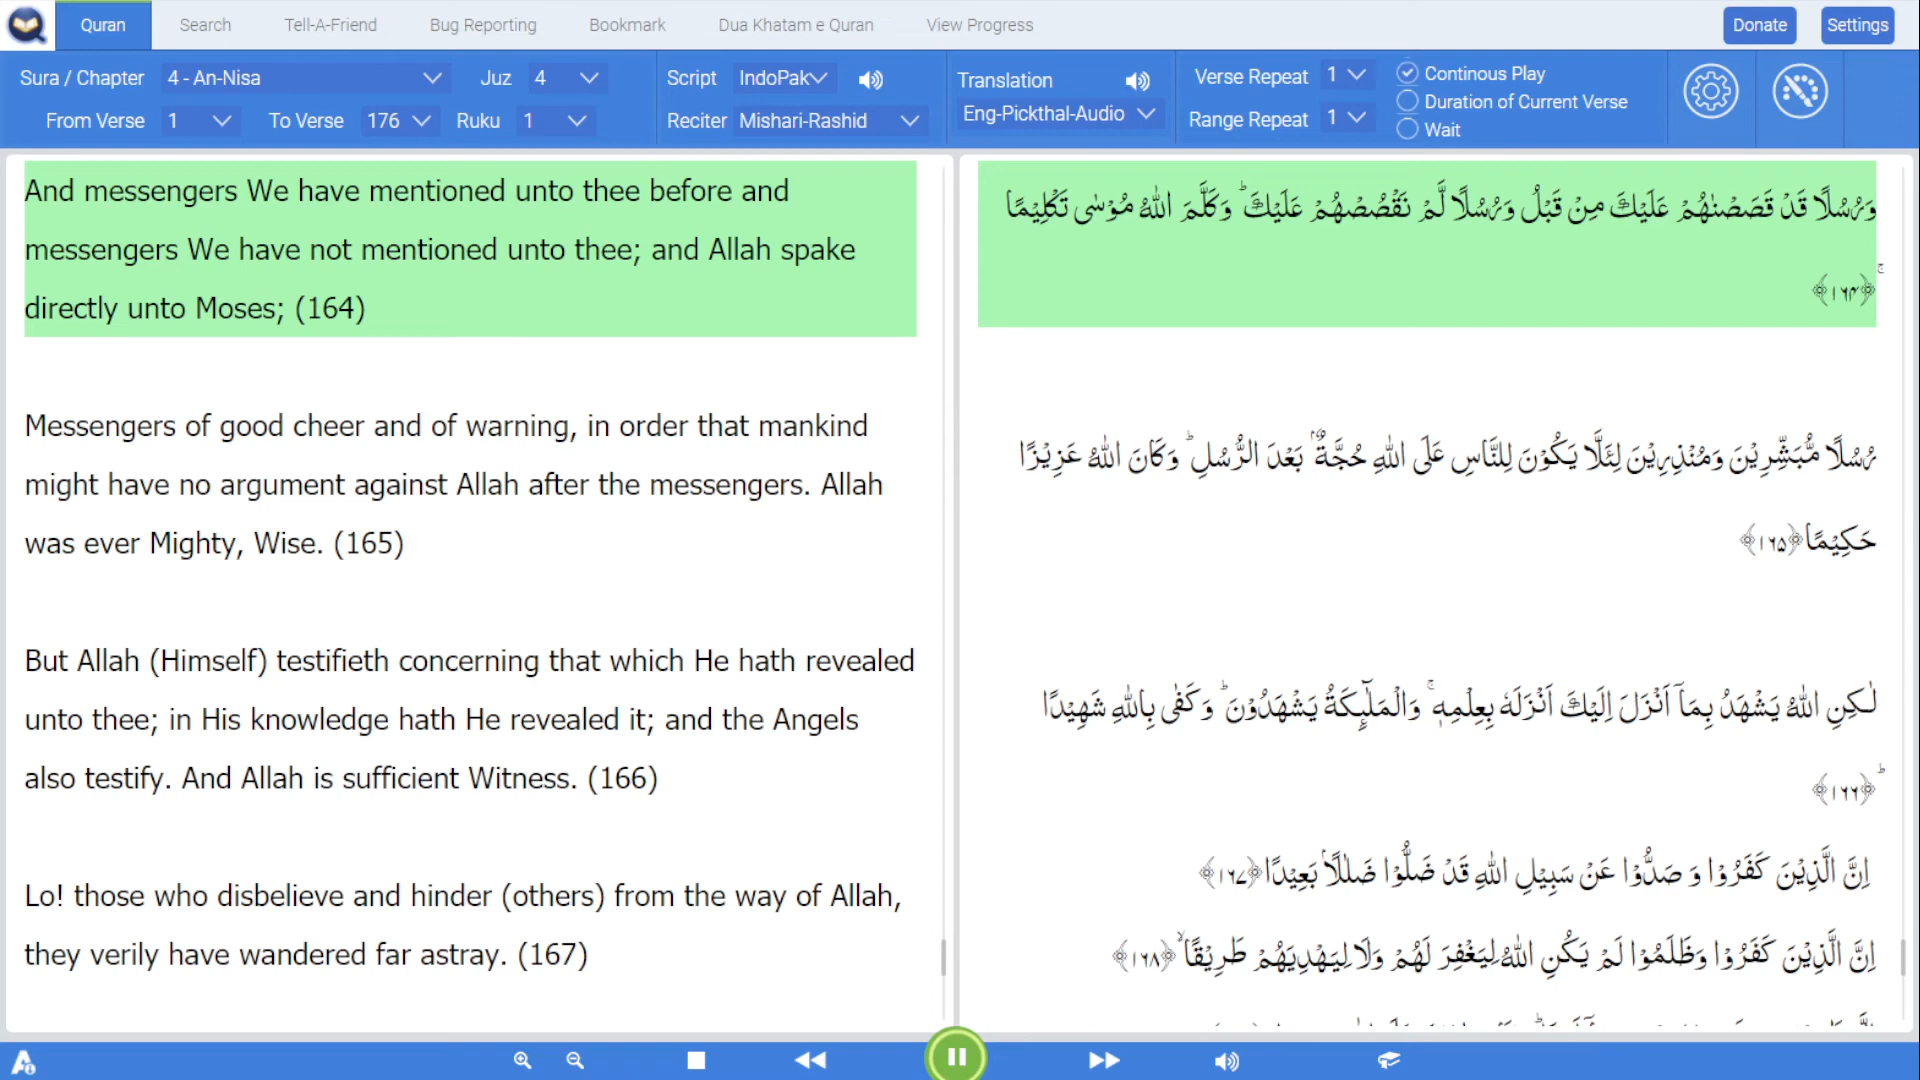 Quran Search Tell-A-Friend Bug Reporting Bookmark Dua Khatam e Quran View Progress Donate Settings
Sura / Chapter 4 - An-Nisa Juz 4 Script IndoPak Translation Verse Repeat 1 Continous Play
Duration of Current Verse
From Verse 1 To Verse 176 Ruku 1 Reciter Mishari-Rashid Eng-Pickthal-Audio Range Repeat 1 Wait
And messengers We have mentioned unto thee before and
messengers We have not mentioned unto thee; and Allah spake
directly unto Moses; (164)
Messengers of good cheer and of warning, in order that mankind
might have no argument against Allah after the messengers. Allah
was ever Mighty, Wise. (165)
But Allah (Himself) testifieth concerning that which He hath revealed
unto thee; in His knowledge hath He revealed it; and the Angels
also testify. And Allah is sufficient Witness. (166)
Lo! those who disbelieve and hinder (others) from the way of Allah,
they verily have wandered far astray. (167)
وَرُسُلًا قَدْ قَصَصْنٰهُمْ عَلَيْكَ مِنْ قَبْلُ وَرُسُلًا لَّمْ نَقْصُصْهُمْ عَلَيْكَ ؕ وَكَلَّمَ اللّٰهُ مُوْسٰى تَكْلِيْمًا
ۚ﴿۱۶۴﴾
رُسُلًا مُّبَشِّرِيْنَ وَمُنْذِرِيْنَ لِئَلَّا يَكُوْنَ لِلنَّاسِ عَلَى اللّٰهِ حُجَّةٌ ۢ بَعْدَ الرُّسُلِ ؕ وَكَانَ اللّٰهُ عَزِيْزًا
حَكِيْمًا﴿۱۶۵﴾
لٰـكِنِ اللّٰهُ يَشْهَدُ بِمَاۤ اَنْزَلَ اِلَيْكَ اَنْزَلَهٗ بِعِلْمِهٖ ۚ وَالْمَلٰٓٮِٕكَةُ يَشْهَدُوْنَ ؕ وَكَفٰى بِاللّٰهِ شَهِيْدًا
ؕ﴿۱۶۶﴾
اِنَّ الَّذِيْنَ كَفَرُوْا وَ صَدُّوْا عَنْ سَبِيْلِ اللّٰهِ قَدْ ضَلُّوْا ضَلٰلًاۢ بَعِيْدًا﴿۱۶۷﴾
اِنَّ الَّذِيْنَ كَفَرُوْا وَظَلَمُوْا لَمْ يَكُنِ اللّٰهُ لِيَغْفِرَ لَهُمْ وَلَا لِيَهْدِيَهُمْ طَرِيْقًا ۙ﴿۱۶۸﴾